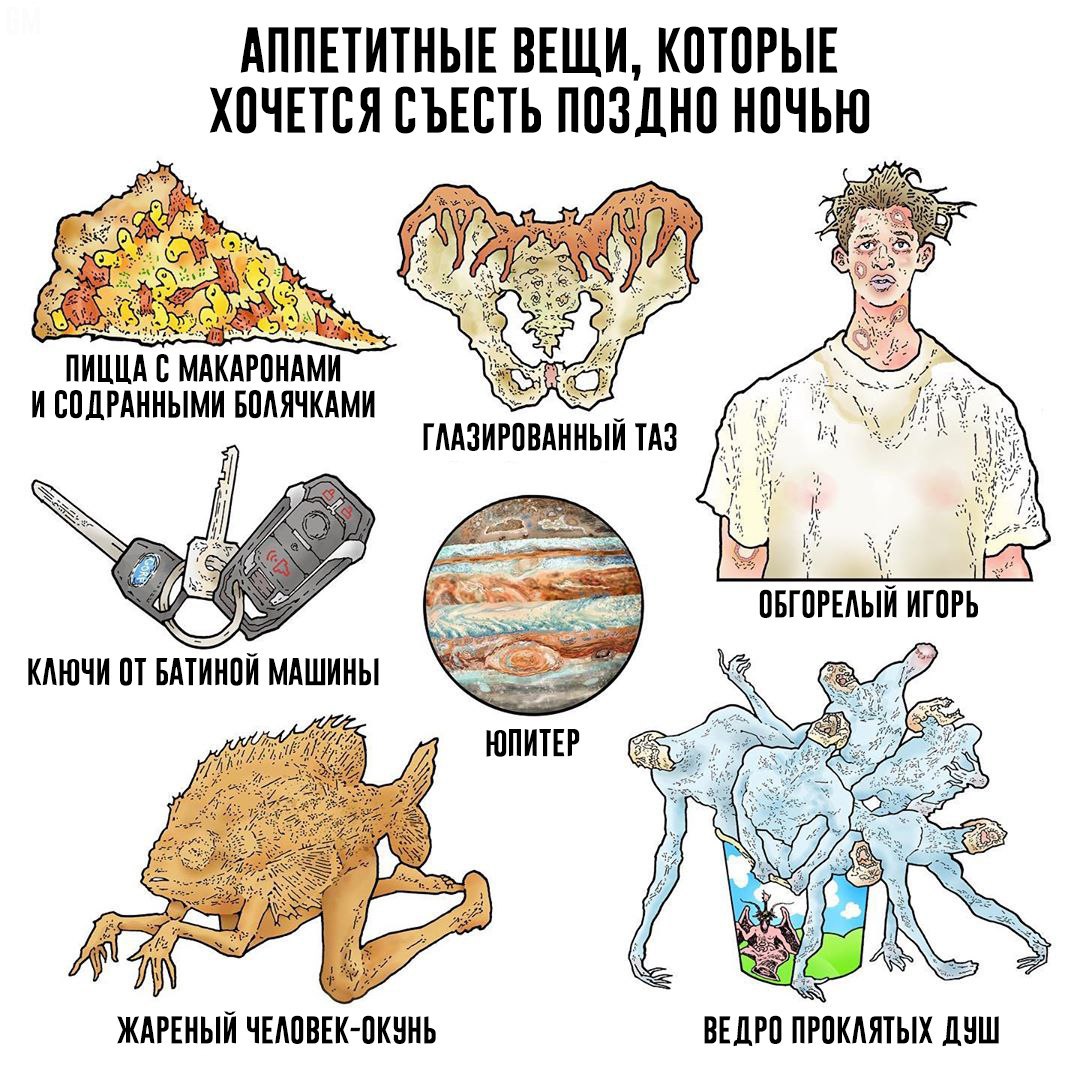 АППЕТИТНЫЕ ВЕЩИ, КОТОРЫЕ
ХОЧЕТСЯ СЪЕСТЬ ПОЗДНО НОЧЬЮ
ПИЦЦА С МАКАРОНАМИ
И СОДРАННЫМИ БОЛЯЧКАМИ
ГЛАЗИРОВАННЫЙ ТАЗ
ОБГОРЕЛЫЙ ИГОРЬ
КЛЮЧИ ОТ БАТИНОЙ МАШИНЫ
ЮПИТЕР
ЖАРЕНЫЙ ЧЕЛОВЕК-ОКУНЬ
ВЕДРО ПРОКЛЯТЫХ ДУШ